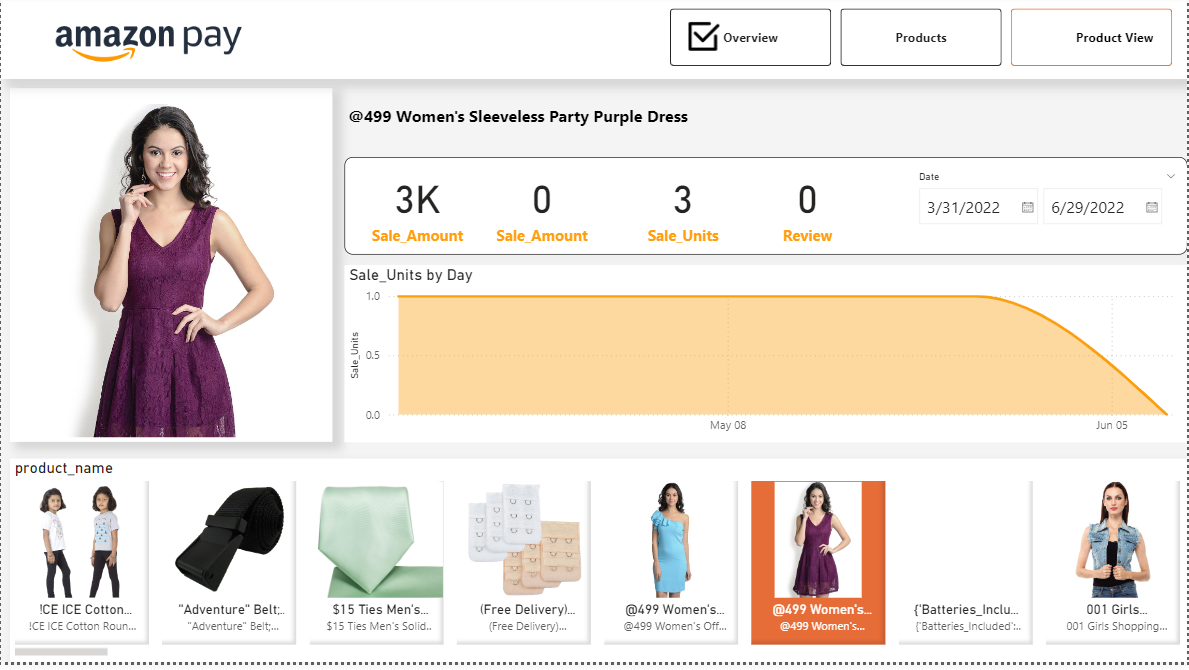 amazon pay
Overview
Products
Product View
@499 Women's Sleeveless Party Purple Dress
3K
0
3
0
Sale_Amount
Sale_Amount
Sale_Units
Review
Date
3/31/2022
6/29/2022
Sale_Units by Day
1.0
0.5
0.0
Sale_Units
May 08
Jun 05
product_name
!CE ICE Cotton...
!CE ICE Cotton Roun...
"Adventure" Belt;..
"Adventure" Belt;...
$15 Ties Men's...
$15 Ties Men's Solid..
(Free Delivery)...
(Free Delivery)...
@499 Women's...
@499 Women's Off...
@499 Women's...
@499 Women's...
{'Batteries_Inclu...
{'Batteries_Included':...
001 Girls...
001 Girls Shopping...